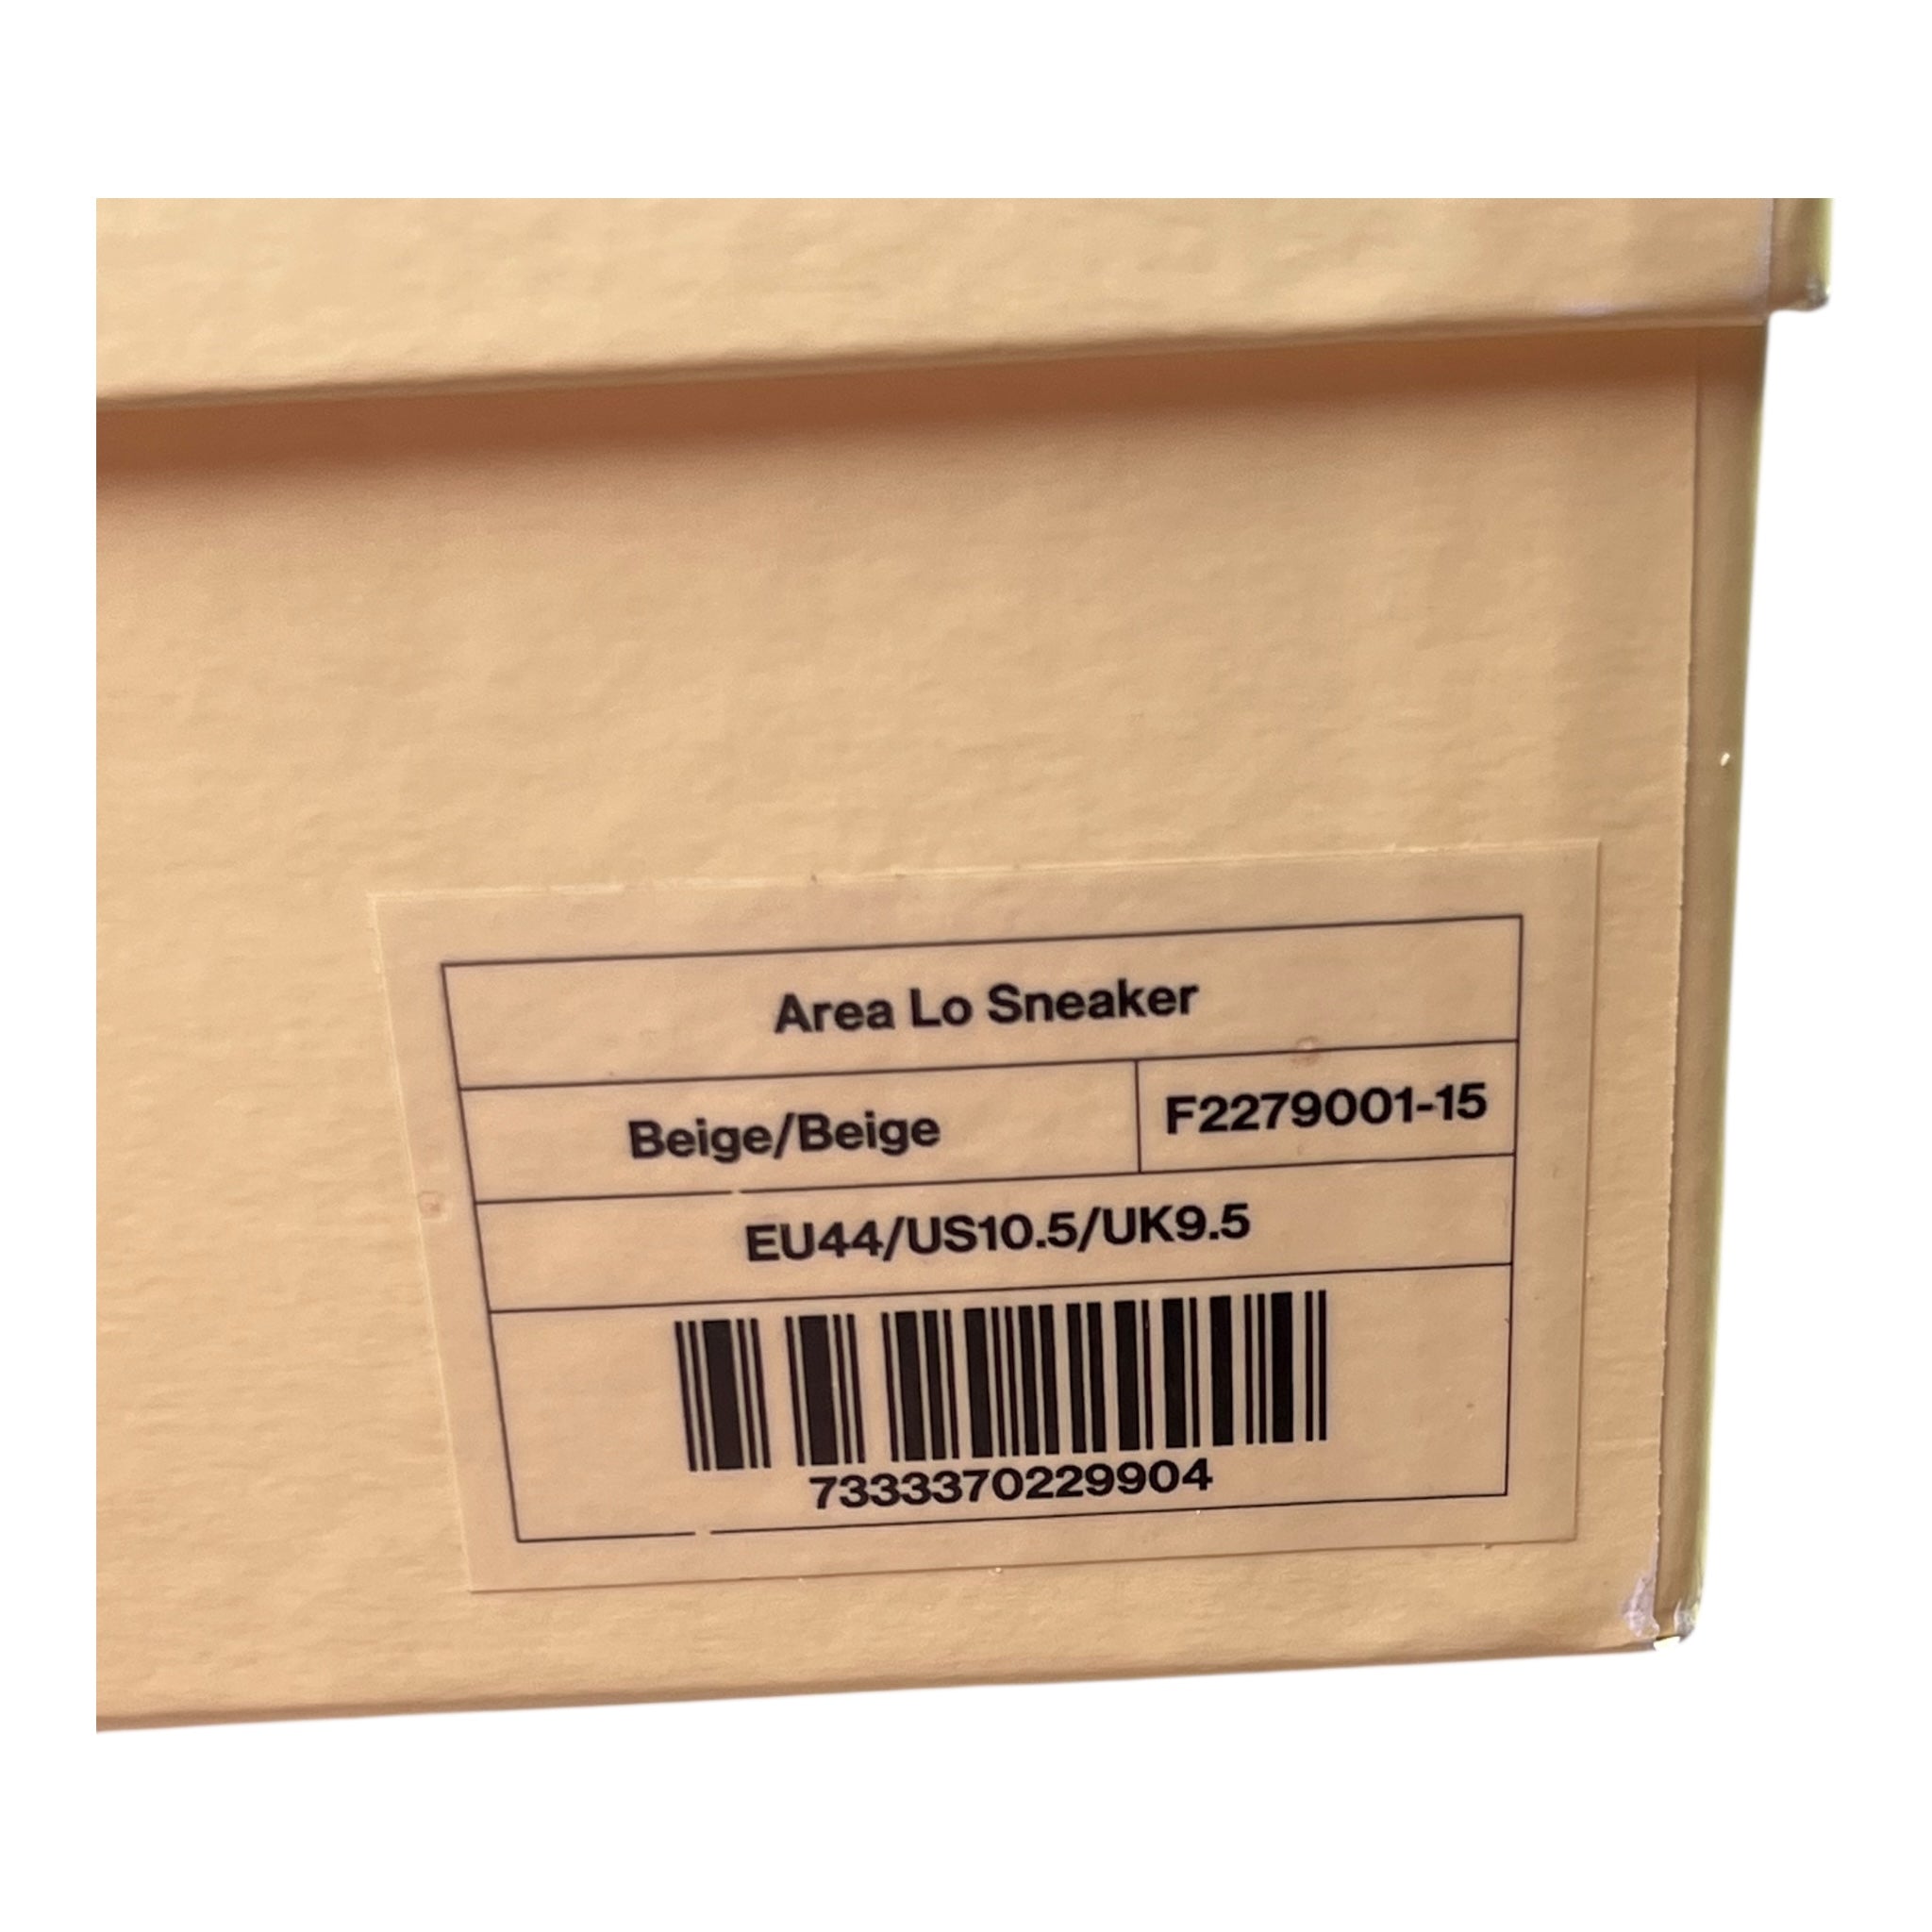 Area Lo Sneaker
Beige/Beige
F2279001-15
EU44/US10.5/UK9.5
7333370229904